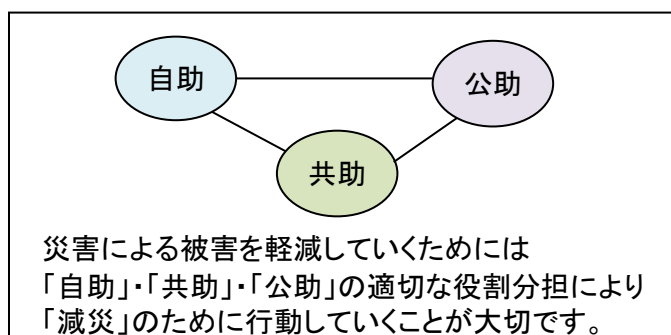 自助
公助
共助
災害による被害を軽減していくためには
「自助」・「共助」・「公助」の適切な役割分担により
「減災」のために行動していくことが大切です。